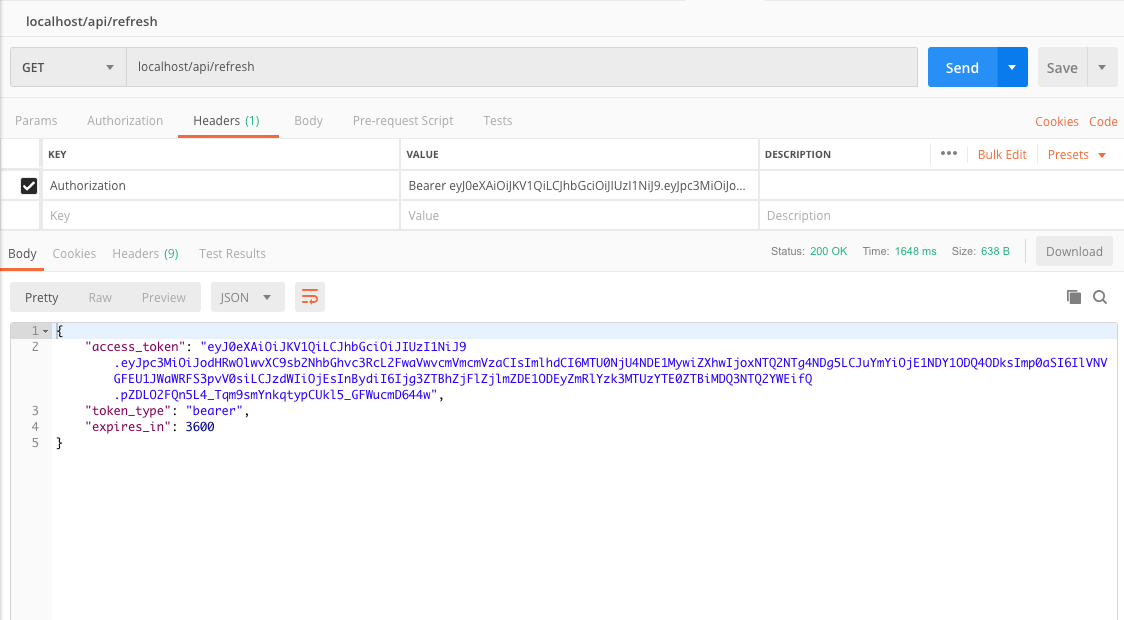 localhost/api/refresh
GET localhost/api/refresh Send Save
Params Authorization Headers (1) Body Pre-request Script Tests Cookies Code
KEY VALUE DESCRIPTION ••• Bulk Edit Presets
Authorization Bearer eyJ0eXAiOiJKV1QiLCJhbGciOiJIUzI1NiJ9.eyJpc3MiOiJo...
Key Value Description
Body Cookies Headers (9) Test Results Status: 200 OK Time: 1648 ms Size: 638 B Download
Pretty Raw Preview JSON
1 {
2 "access_token": "eyJ0eXAiOiJKV1QiLCJhbGciOiJIUzI1NiJ9
.eyJpc3MiOiJodHRwOlwvXC9sb2NhbGhvc3RcL2FwaVwvcmVmcmVzaCIsImlhdCI6MTU0NjU4NDE1MywiZXhwIjoxNTQ2NTg4NDg5LCJuYmYiOjE1NDY1ODQ4ODksImp0aSI6IlVNV
GFEU1JWaWRFS3pvV0siLCJzdWIiOjEsInBydiI6Ijg3ZTBhZjFlZjlmZDE1ODEyZmRlYzk3MTUzYTE0ZTBiMDQ3NTQ2YWEifQ
.pZDLO2FQn5L4_Tqm9smYnkqtypCUkl5_GFWucmD644w",
3 "token_type": "bearer",
4 "expires_in": 3600
5 }